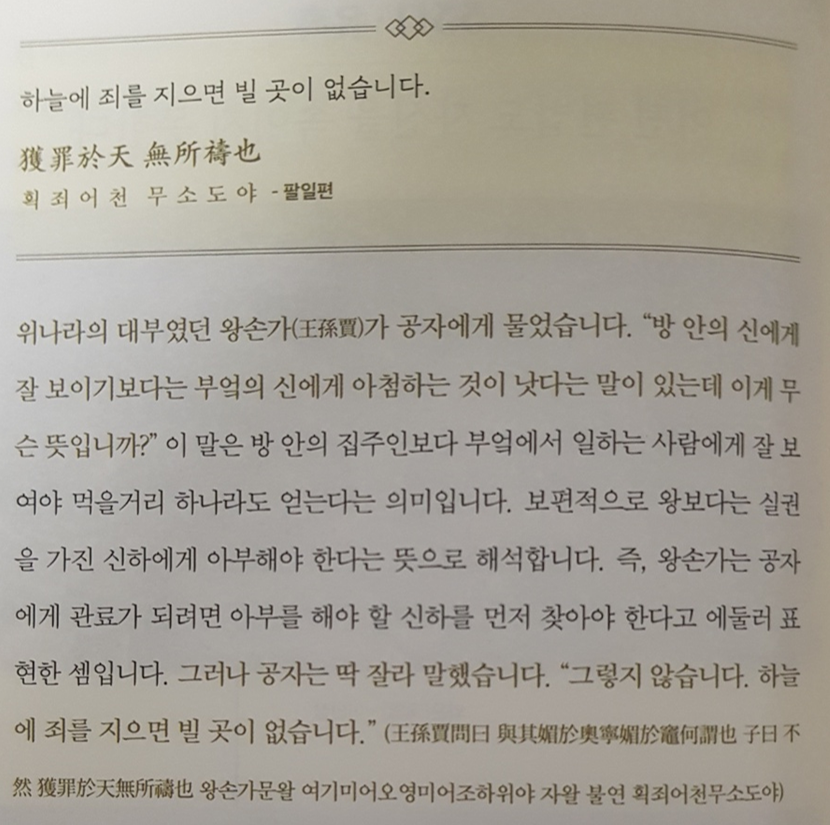 하늘에 죄를 지으면 빌 곳이 없습니다.
獲罪於天 無所禱也
획죄어천 무소도야 - 팔일편
위나라의 대부였던 왕손가(王孫賈)가 공자에게 물었습니다. “방 안의 신에게
잘 보이기보다는 부엌의 신에게 아첨하는 것이 낫다는 말이 있는데 이게 무
슨 뜻입니까?” 이 말은 방 안의 집주인보다 부엌에서 일하는 사람에게 잘 보
여야 먹을거리 하나라도 얻는다는 의미입니다. 보편적으로 왕보다는 실권
을 가진 신하에게 아부해야 한다는 뜻으로 해석합니다. 즉, 왕손가는 공자
에게 관료가 되려면 아부를 해야 할 신하를 먼저 찾아야 한다고 에둘러 표
현한 셈입니다. 그러나 공자는 딱 잘라 말했습니다. “그렇지 않습니다. 하늘
에 죄를 지으면 빌 곳이 없습니다.” (王孫賈問曰 與其媚於奧寧媚於竈何謂也 子曰 不
然 獲罪於天無所禱也 왕손가문왈 여기미어오영미어조하위야 자왈 불연 획죄어천무소도야)